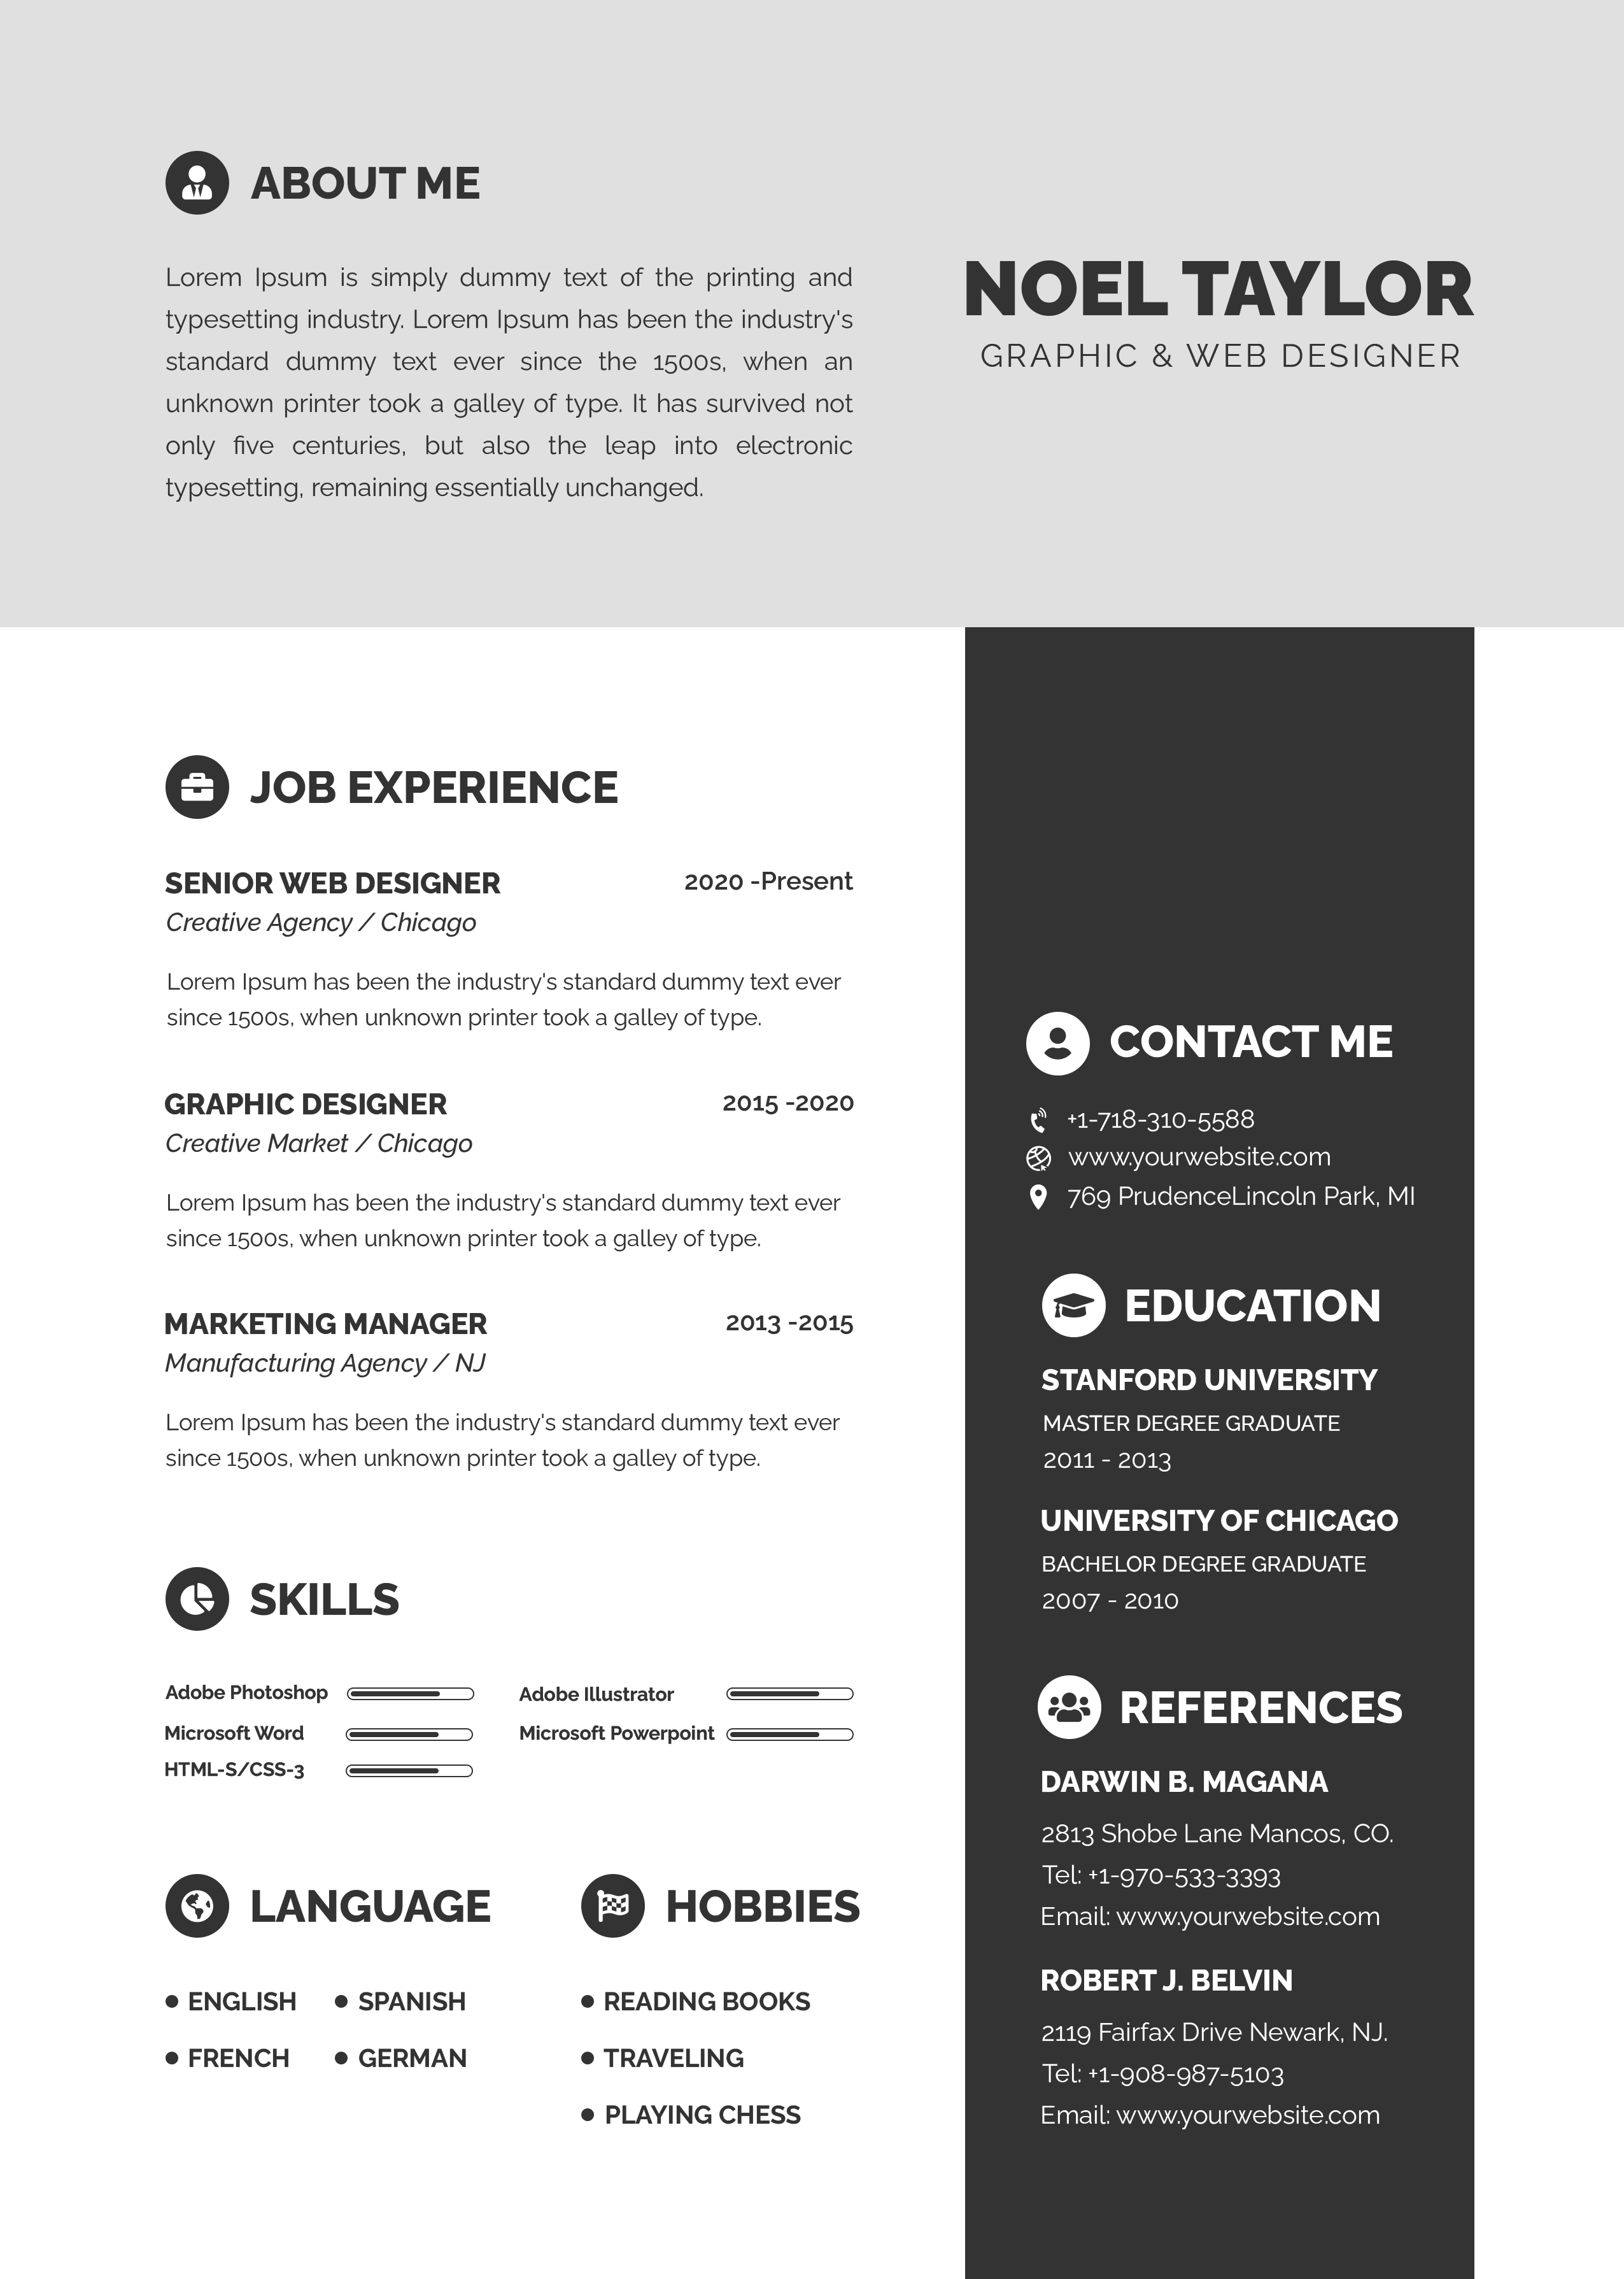 ABOUT ME
Lorem Ipsum is simply dummy text of the printing and
typesetting industry. Lorem Ipsum has been the industry's
standard dummy text ever since the 1500s, when an
unknown printer took a galley of type. It has survived not
only five centuries, but also the leap into electronic
typesetting, remaining essentially unchanged.
NOEL TAYLOR
GRAPHIC & WEB DESIGNER
JOB EXPERIENCE
SENIOR WEB DESIGNER 2020 -Present
Creative Agency / Chicago
Lorem Ipsum has been the industry's standard dummy text ever
since 1500s, when unknown printer took a galley of type.
GRAPHIC DESIGNER 2015 -2020
Creative Market / Chicago
Lorem Ipsum has been the industry's standard dummy text ever
since 1500s, when unknown printer took a galley of type.
MARKETING MANAGER 2013 -2015
Manufacturing Agency / NJ
Lorem Ipsum has been the industry's standard dummy text ever
since 1500s, when unknown printer took a galley of type.
SKILLS
Adobe Photoshop Adobe Illustrator
Microsoft Word Microsoft Powerpoint
HTML-S/CSS-3
LANGUAGE
ENGLISH SPANISH
FRENCH GERMAN
HOBBIES
READING BOOKS
TRAVELING
PLAYING CHESS
CONTACT ME
+1-718-310-5588
www.yourwebsite.com
769 PrudenceLincoln Park, MI
EDUCATION
STANFORD UNIVERSITY
MASTER DEGREE GRADUATE
2011 - 2013
UNIVERSITY OF CHICAGO
BACHELOR DEGREE GRADUATE
2007 - 2010
REFERENCES
DARWIN B. MAGANA
2813 Shobe Lane Mancos, CO.
Tel: +1-970-533-3393
Email: www.yourwebsite.com
ROBERT J. BELVIN
2119 Fairfax Drive Newark, NJ.
Tel: +1-908-987-5103
Email: www.yourwebsite.com